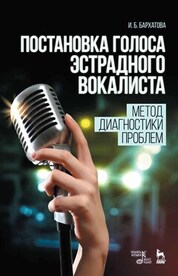 И. Б. БАРХАТОВА
ПОСТАНОВКА ГОЛОСА
ЭСТРАДНОГО
ВОКАЛИСТА
МЕТОД
ДИАГНОСТИКИ
ПРОБЛЕМ